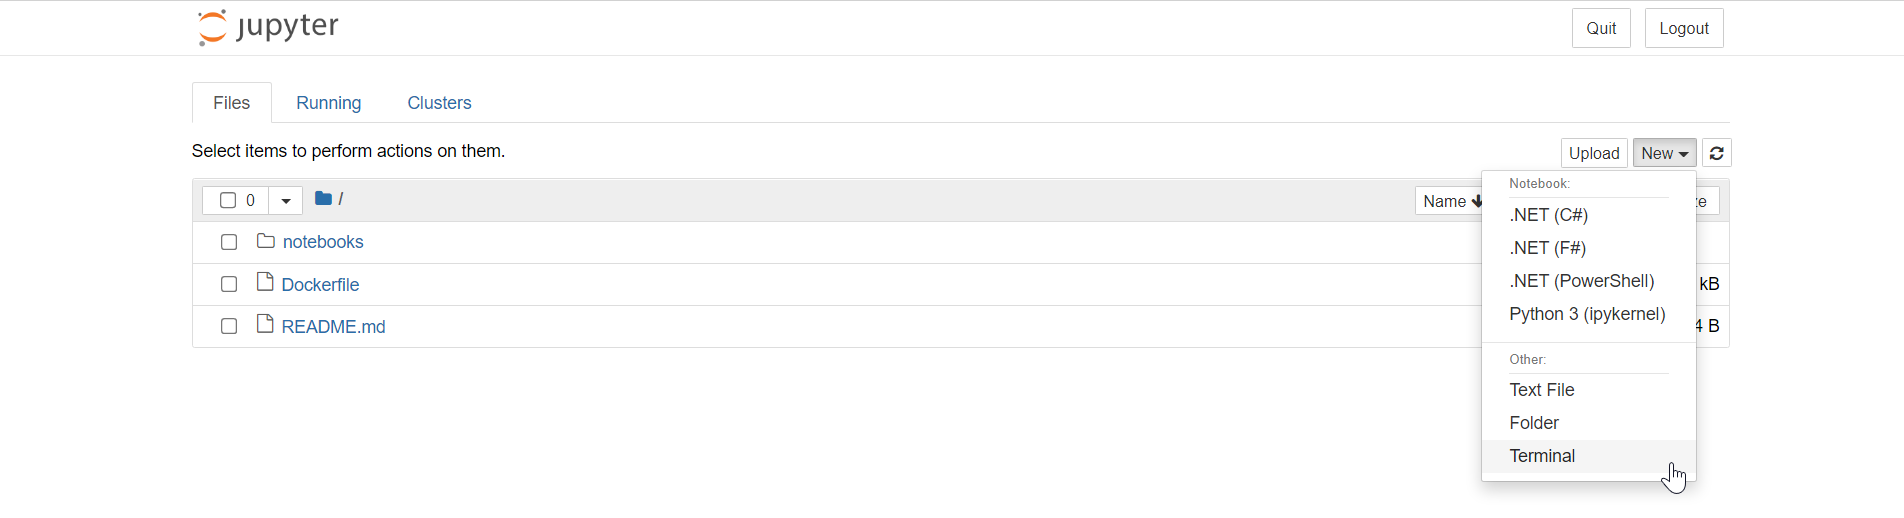 jupyter
Quit
Logout
Files
Running
Clusters
Select items to perform actions on them.
Upload
New
0
/
Name
notebooks
Dockerfile
kB
README.md
4 B
Notebook:
.NET (C#)
.NET (F#)
.NET (PowerShell)
Python 3 (ipykernel)
Other:
Text File
Folder
Terminal